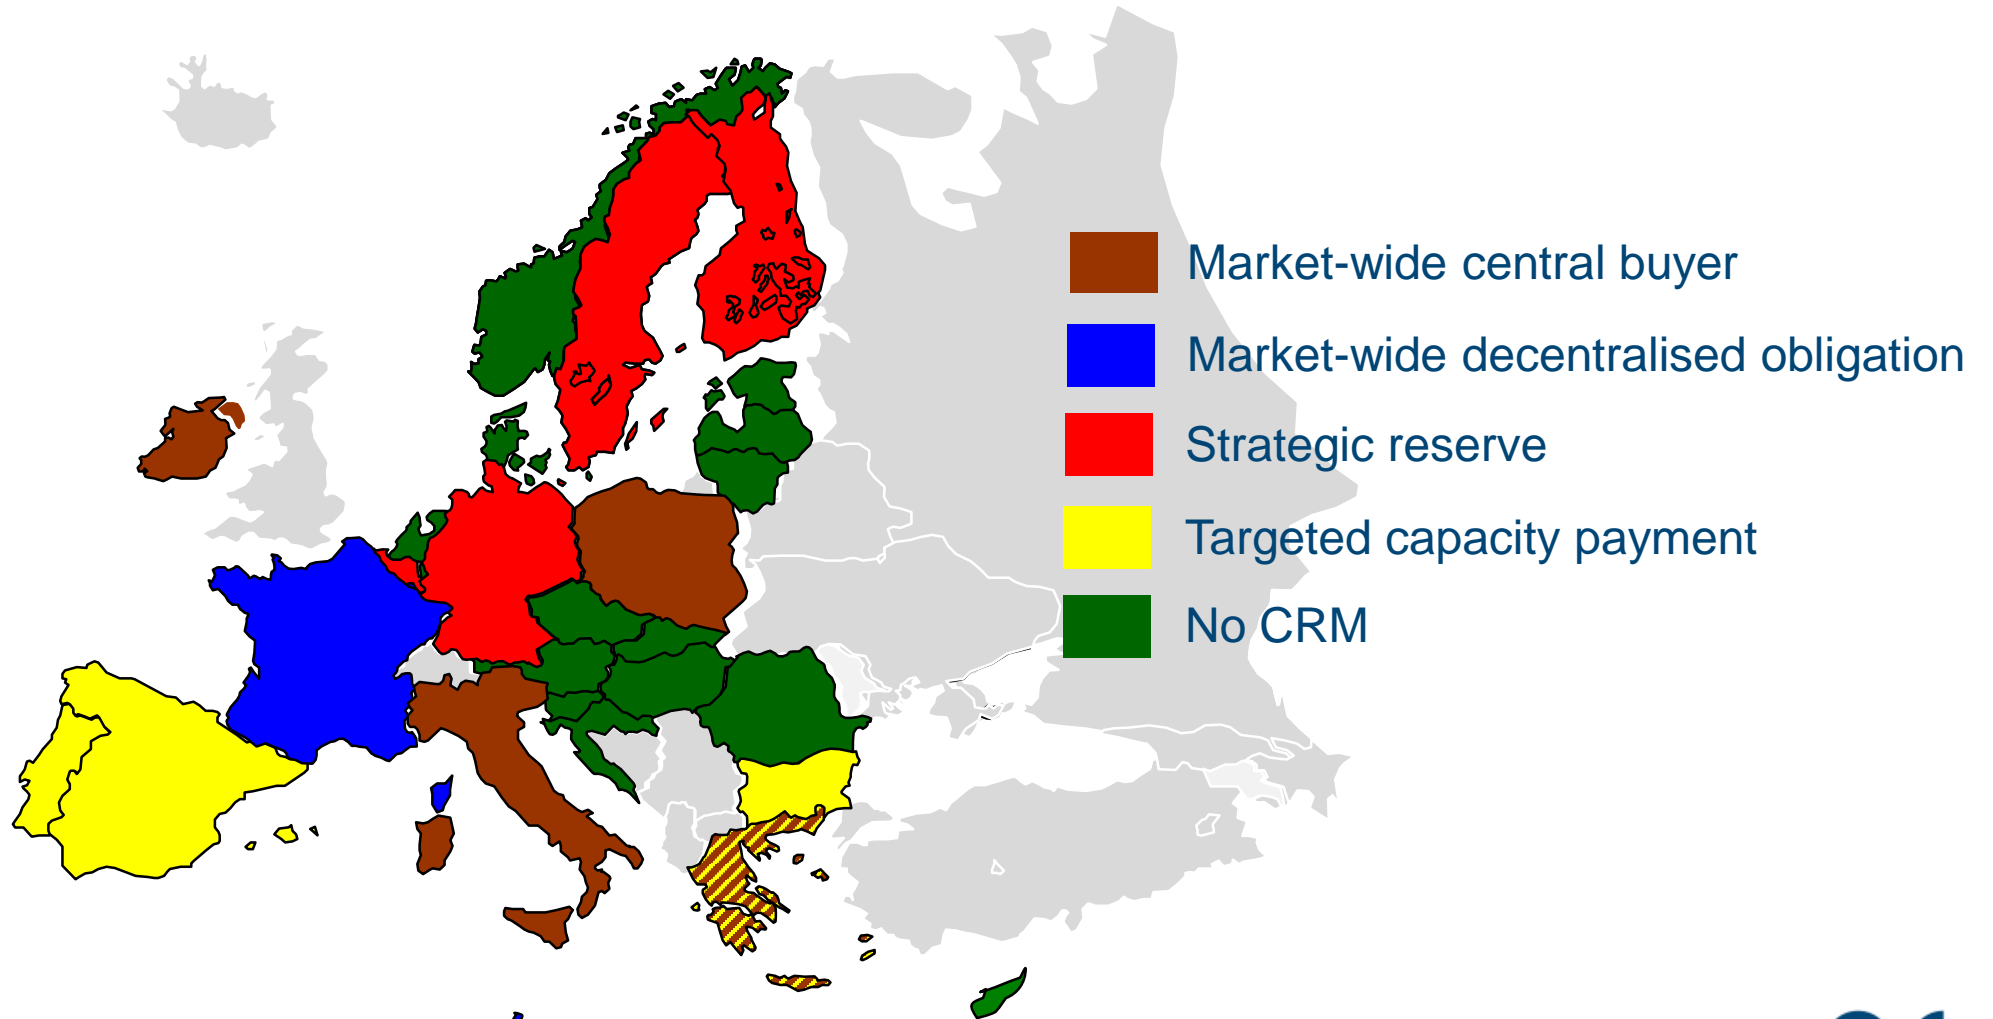 Market-wide central buyer
Market-wide decentralised obligation
Strategic reserve
Targeted capacity payment
No CRM